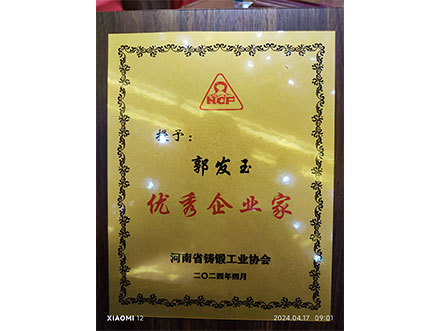 HCF
授予：
郭发玉
优秀企业家
河南省铸锻工业协会
二〇二四年四月
XIAOMI 12
2024.04.17 09:01